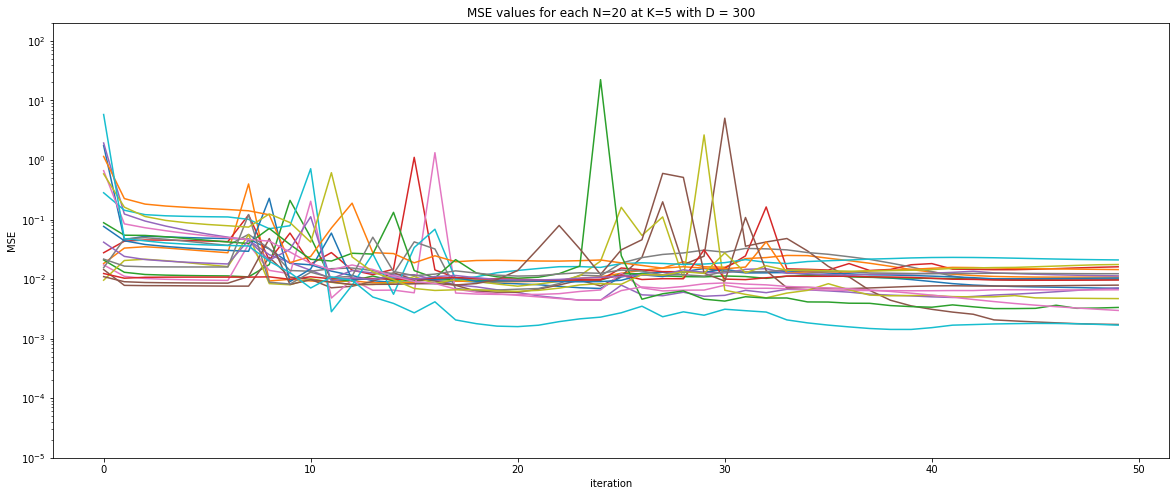 MSE values for each N=20 at K=5 with D = 300
10²
10¹
10⁰
10⁻¹
10⁻²
10⁻³
10⁻⁴
10⁻⁵
MSE
0 10 20 30 40 50
iteration